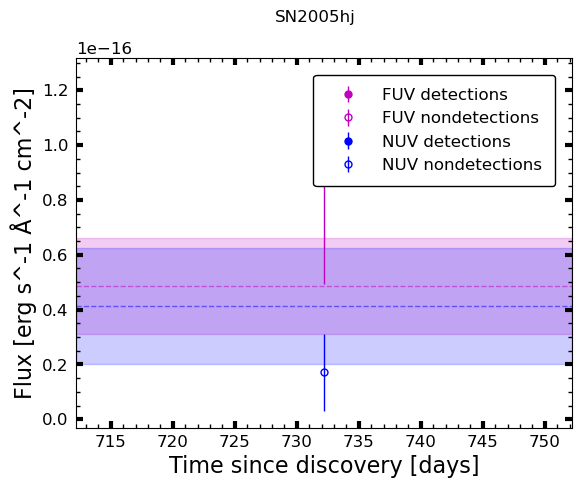 SN2005hj
1e−16
FUV detections
FUV nondetections
NUV detections
NUV nondetections
1.2
1.0
0.8
0.6
0.4
0.2
0.0
Flux [erg s^-1 Å^-1 cm^-2]
715 720 725 730 735 740 745 750
Time since discovery [days]